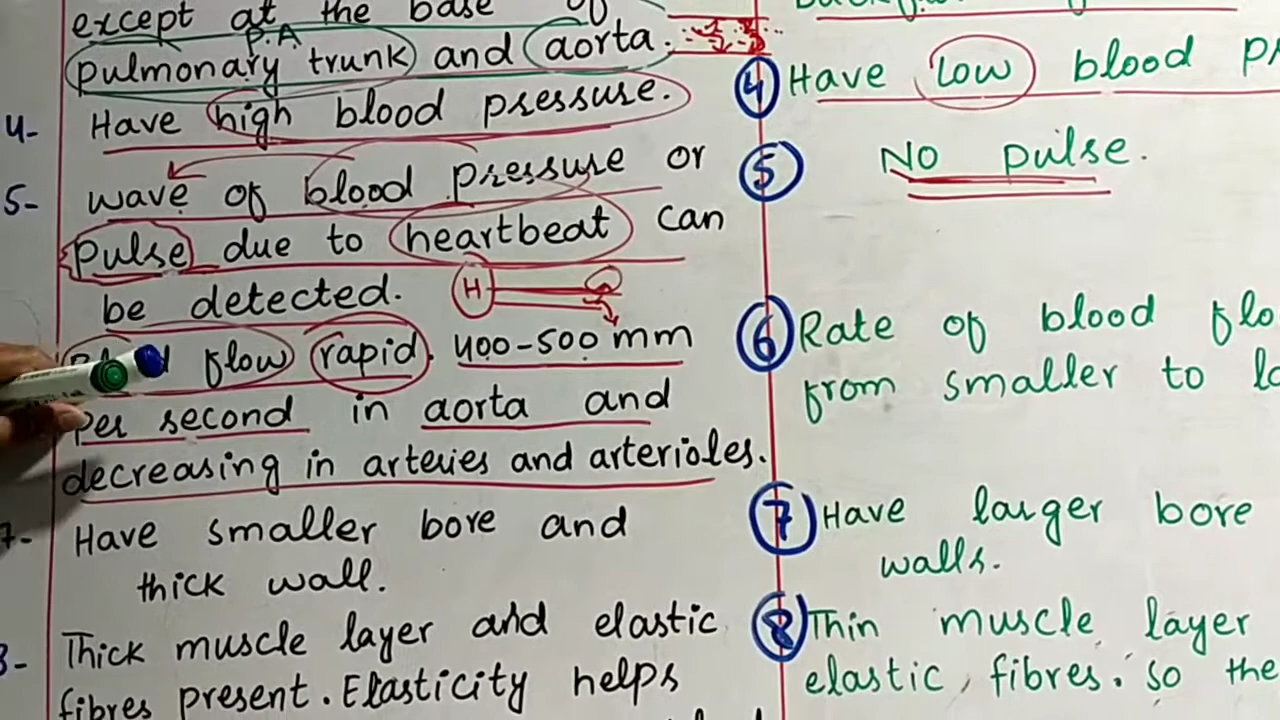 except at the base of
P.A
pulmonary trunk and aorta.
4- Have high blood pressure.
5- wave of blood pressure or
pulse due to heartbeat can
be detected.
H
flow rapid. 400-500 mm
per second in aorta and
decreasing in arteries and arterioles.
7- Have smaller bore and
thick wall.
8- Thick muscle layer and elastic
fibres present. Elasticity helps
4 Have low blood
5 No pulse.
6 Rate of blood
from smaller to
7 Have larger bore
walls.
8 Thin muscle layer
elastic fibres. so the